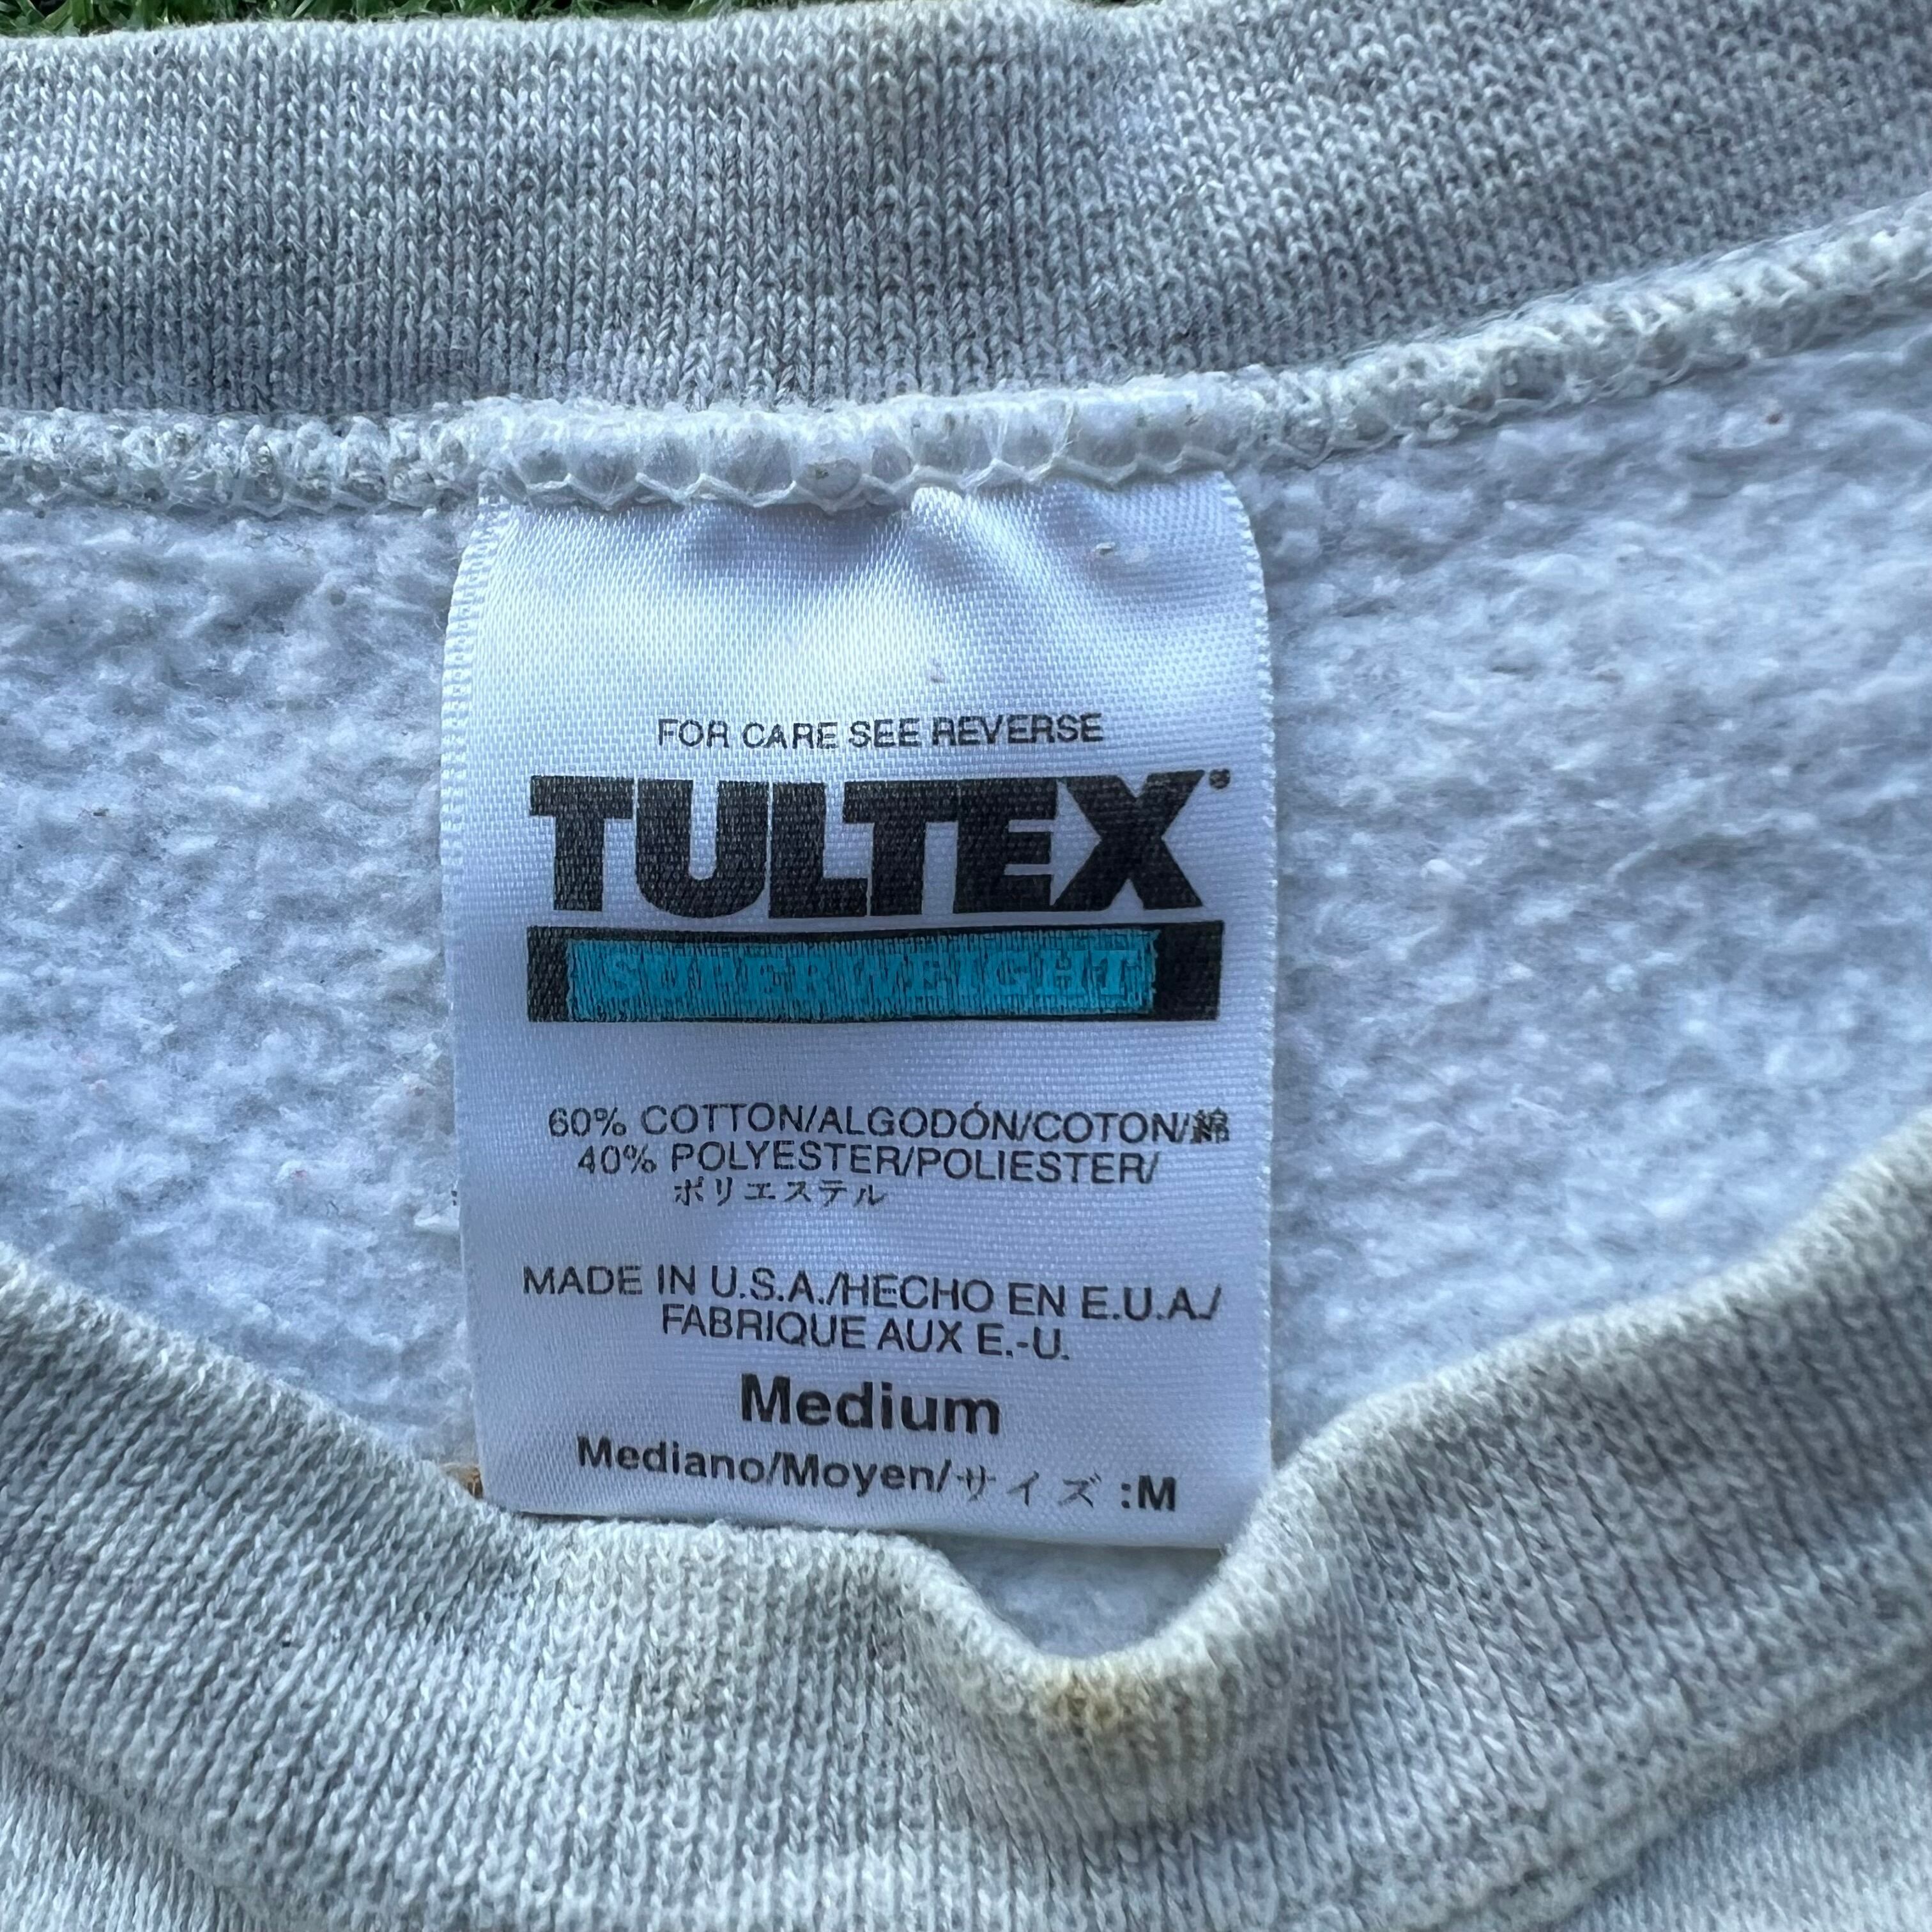 FOR CARE SEE REVERSE
TULTEX®
SUPERWEIGHT
60% COTTON/ALGODÓN/COTON/綿
40% POLYESTER/POLIESTER/
ポリエステル
MADE IN U.S.A./HECHO EN E.U.A./
FABRIQUE AUX E.-U.
Medium
Mediano/Moyen/サイズ :M